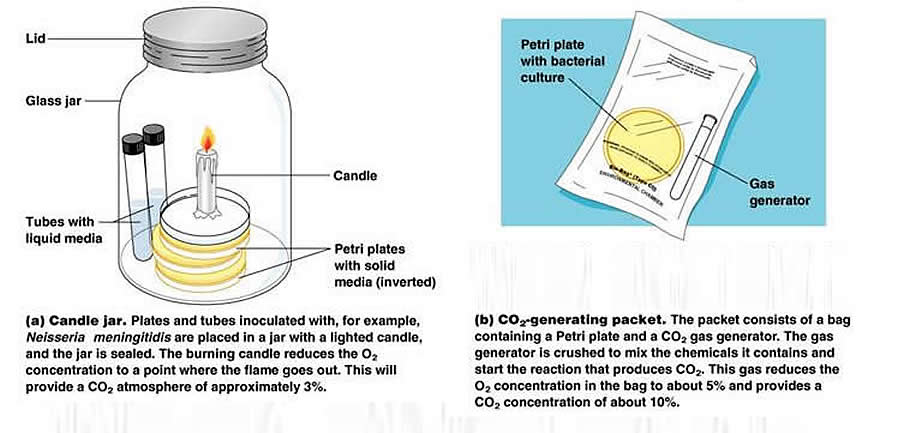 Lid
Glass jar
Candle
Tubes with
liquid media
Petri plates
with solid
media (inverted)
(a) Candle jar. Plates and tubes inoculated with, for example,
Neisseria meningitidis are placed in a jar with a lighted candle,
and the jar is sealed. The burning candle reduces the O₂
concentration to a point where the flame goes out. This will
provide a CO₂ atmosphere of approximately 3%.
Petri plate
with bacterial
culture
ENVIRONMENTAL CHAMBER
Gas
generator
(b) CO₂-generating packet. The packet consists of a bag
containing a Petri plate and a CO₂ gas generator. The gas
generator is crushed to mix the chemicals it contains and
start the reaction that produces CO₂. This gas reduces the
O₂ concentration in the bag to about 5% and provides a
CO₂ concentration of about 10%.